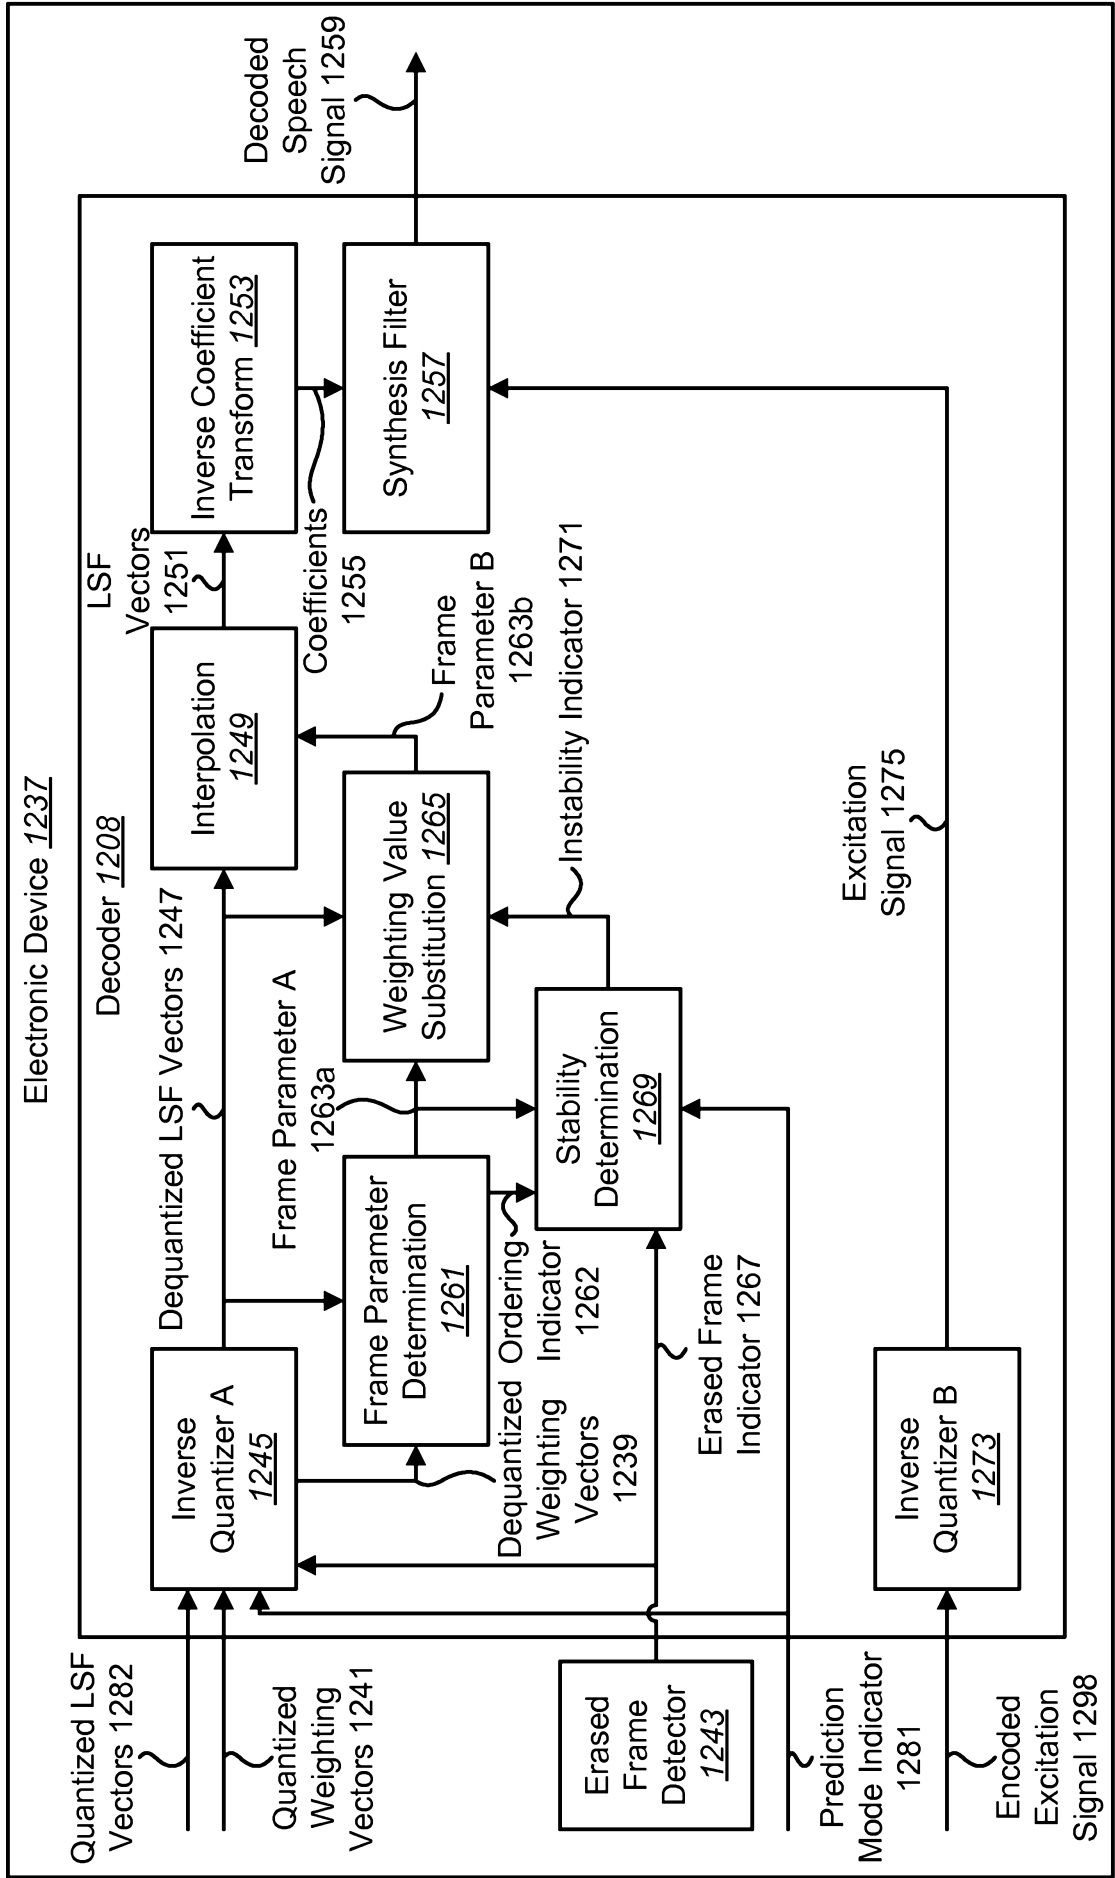 Electronic Device 1237
Decoder 1208
Quantized LSF
Vectors 1282
Quantized
Weighting
Vectors 1241
Inverse
Quantizer A
1245
Dequantized LSF Vectors 1247
Interpolation
1249
LSF
Vectors
1251
Inverse Coefficient
Transform 1253
Coefficients
1255
Frame Parameter A
1263a
Frame Parameter
Determination
1261
Weighting Value
Substitution 1265
Frame
Parameter B
1263b
Synthesis Filter
1257
Decoded
Speech
Signal 1259
Dequantized
Weighting
Vectors
1239
Ordering
Indicator
1262
Stability
Determination
1269
Instability Indicator 1271
Erased
Frame
Detector
1243
Erased Frame
Indicator 1267
Prediction
Mode Indicator
1281
Encoded
Excitation
Signal 1298
Inverse
Quantizer B
1273
Excitation
Signal 1275